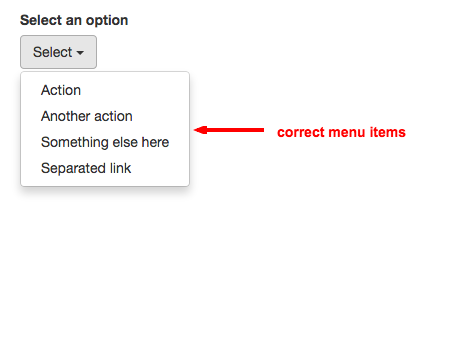 Select an option
Select
Action
Another action
Something else here
Separated link
correct menu items